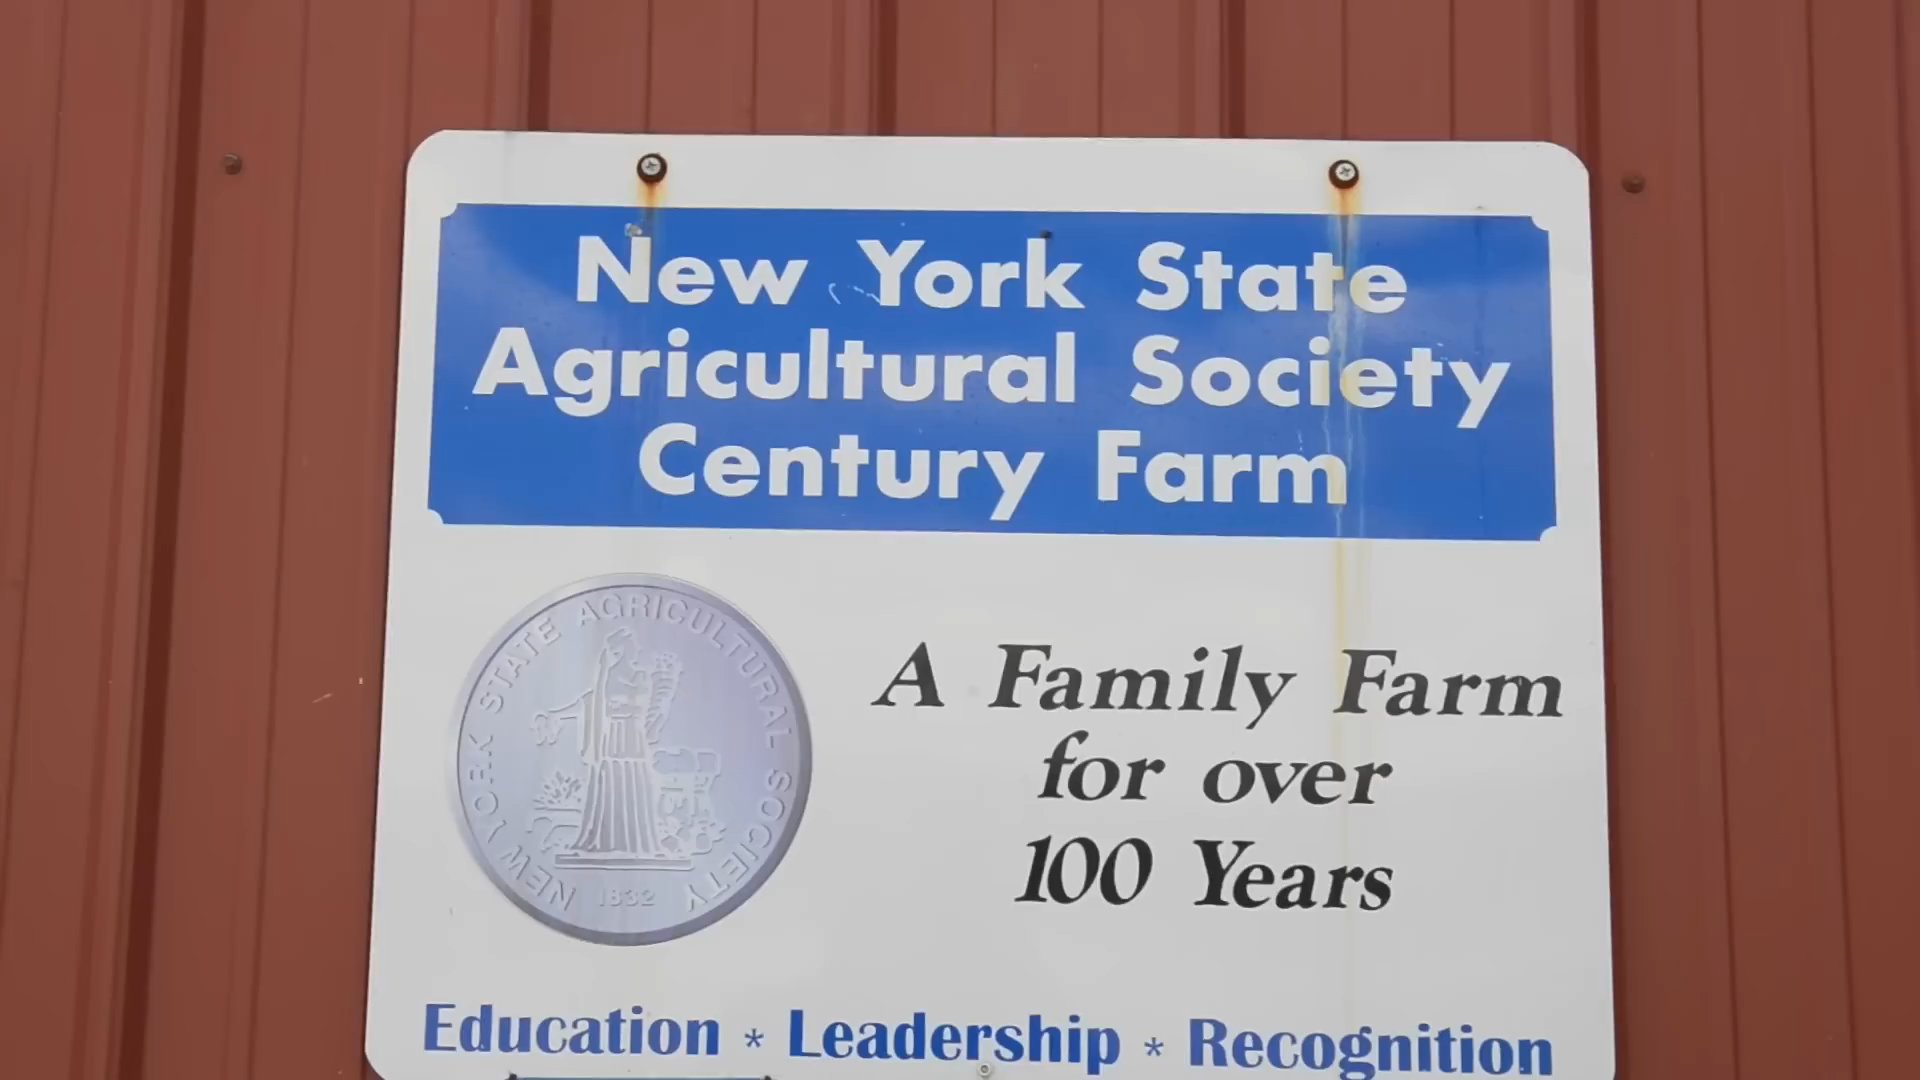 New York State
Agricultural Society
Century Farm
NEW YORK STATE AGRICULTURAL SOCIETY
1832
A Family Farm
for over
100 Years
Education * Leadership * Recognition